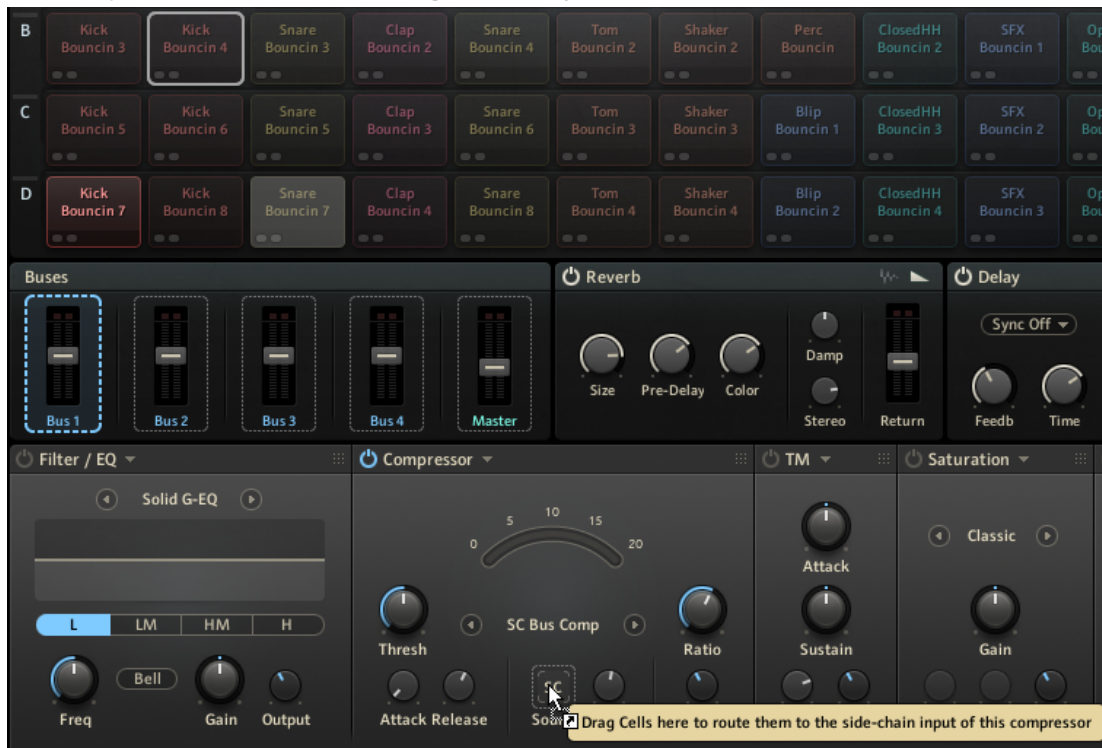 B
Kick
Bouncin 3
Kick
Bouncin 4
Snare
Bouncin 3
Clap
Bouncin 2
Snare
Bouncin 4
Tom
Bouncin 2
Shaker
Bouncin 2
Perc
Bouncin
ClosedHH
Bouncin 2
SFX
Bouncin 1
Op
Bou
C
Kick
Bouncin 5
Kick
Bouncin 6
Snare
Bouncin 5
Clap
Bouncin 3
Snare
Bouncin 6
Tom
Bouncin 3
Shaker
Bouncin 3
Blip
Bouncin 1
ClosedHH
Bouncin 3
SFX
Bouncin 2
Op
Bou
D
Kick
Bouncin 7
Kick
Bouncin 8
Snare
Bouncin 7
Clap
Bouncin 4
Snare
Bouncin 8
Tom
Bouncin 4
Shaker
Bouncin 4
Blip
Bouncin 2
ClosedHH
Bouncin 4
SFX
Bouncin 3
Op
Bou
Buses
Bus 1
Bus 2
Bus 3
Bus 4
Master
Reverb
Size
Pre-Delay
Color
Damp
Stereo
Return
Delay
Sync Off
Feedb
Time
Filter / EQ
Solid G-EQ
L LM HM H
Bell
Freq
Gain
Output
Compressor
0 5 10 15 20
Thresh
SC Bus Comp
Ratio
SC
Attack Release
Drag Cells here to route them to the side-chain input of this compressor
TM
Attack
Sustain
Saturation
Classic
Gain